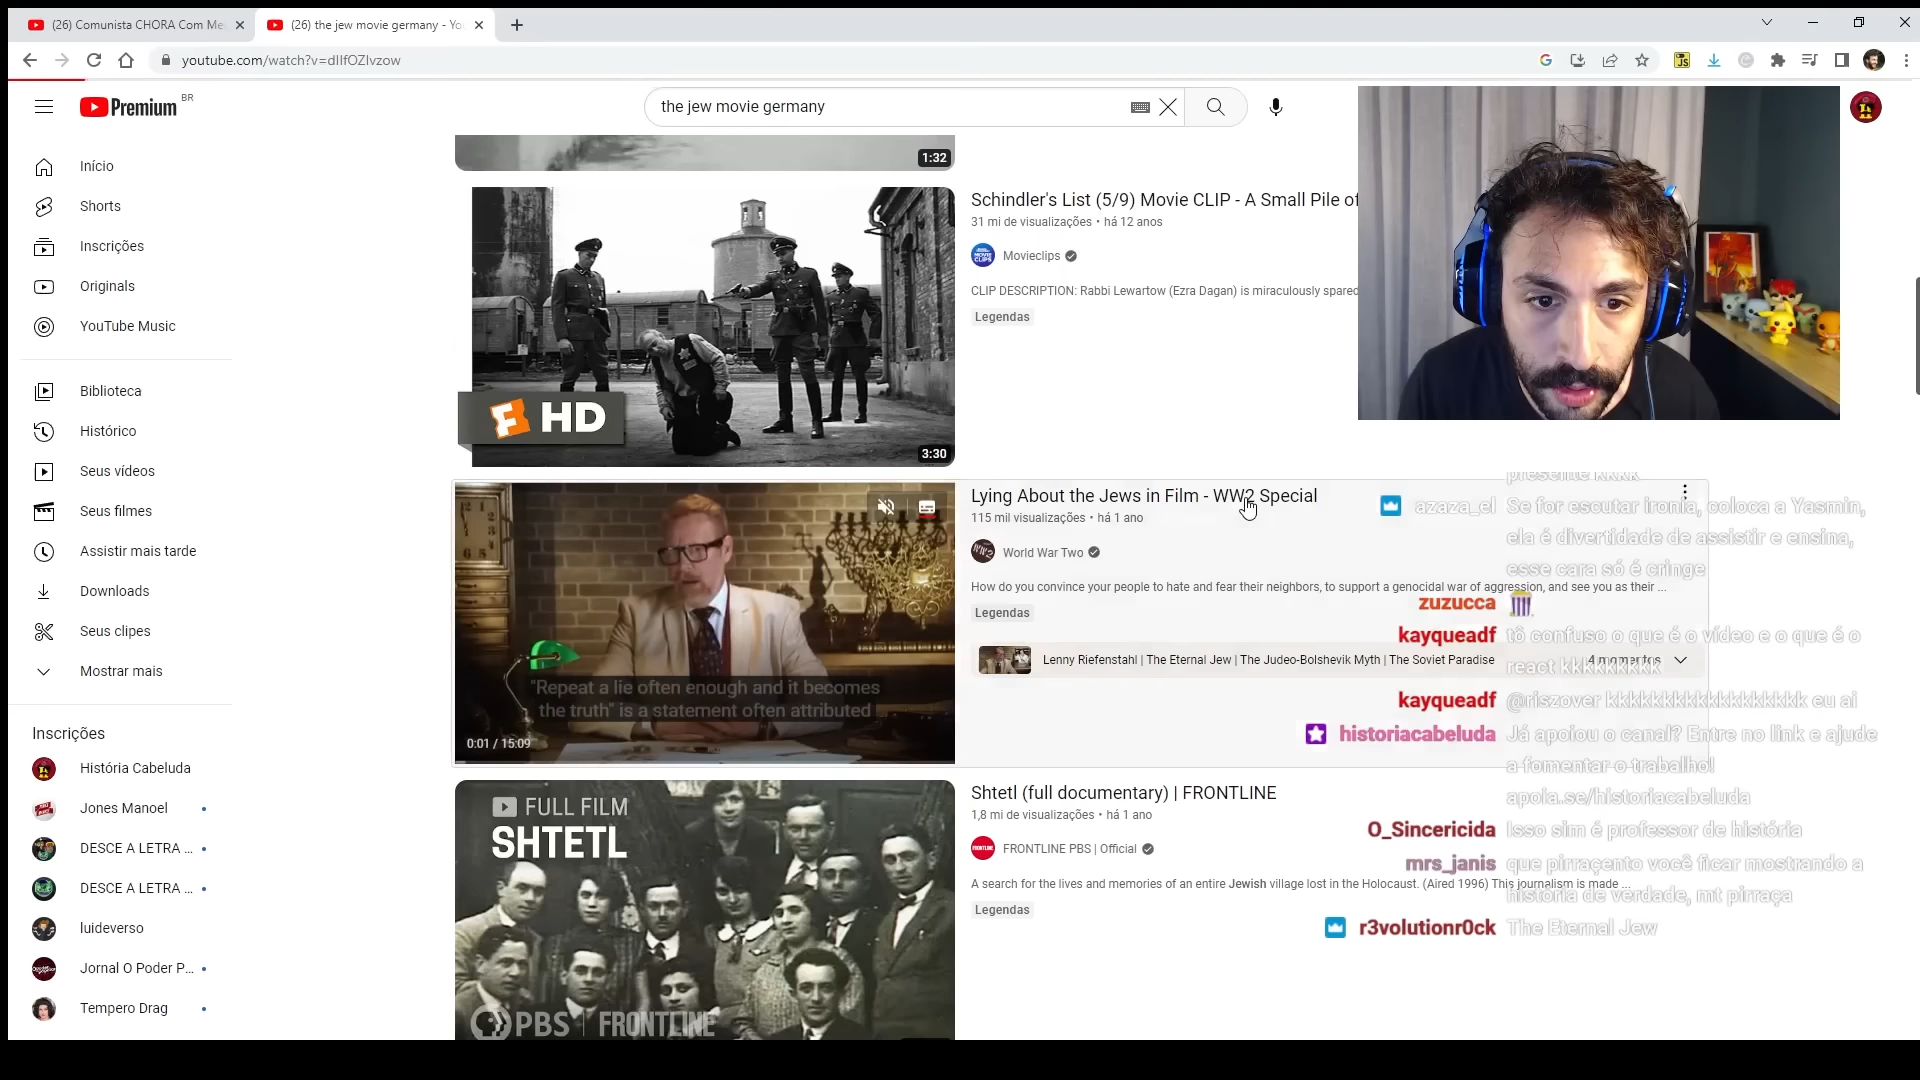 (26) Comunista CHORA Com Me
(26) the jew movie germany - Yo
youtube.com/watch?v=dIIfOZIvzow
Premium BR
the jew movie germany
Início
Shorts
Inscrições
Originals
YouTube Music
Biblioteca
Histórico
Seus vídeos
Seus filmes
Assistir mais tarde
Downloads
Seus clipes
Mostrar mais
Inscrições
História Cabeluda
Jones Manoel
DESCE A LETRA ...
DESCE A LETRA ...
luideverso
Jornal O Poder P...
Tempero Drag
1:32
HD
3:30
Schindler's List (5/9) Movie CLIP - A Small Pile of
31 mi de visualizações • há 12 anos
Movieclips
CLIP DESCRIPTION: Rabbi Lewartow (Ezra Dagan) is miraculously spared
Legendas
"Repeat a lie often enough and it becomes
the truth" is a statement often attributed
0:01 / 15:09
Lying About the Jews in Film - WW2 Special
115 mil visualizações • há 1 ano
World War Two
How do you convince your people to hate and fear their neighbors, to support a genocidal war of aggression, and see you as their ...
Legendas
Lenny Riefenstahl | The Eternal Jew | The Judeo-Bolshevik Myth | The Soviet Paradise
4 momentos
FULL FILM
SHTETL
PBS | FRONTLINE
Shtetl (full documentary) | FRONTLINE
1,8 mi de visualizações • há 1 ano
FRONTLINE PBS | Official
A search for the lives and memories of an entire Jewish village lost in the Holocaust. (Aired 1996) This journalism is made ...
Legendas
presente kkkk
azaza_el Se for escutar ironia, coloca a Yasmin,
ela é divertidade de assistir e ensina,
esse cara só é cringe
zuzucca
kayqueadf tô confuso o que é o vídeo e o que é o
react kkkkkkkkk
kayqueadf @riszover kkkkkkkkkkkkkkkkkk eu ai
historiacabeluda Já apoiou o canal? Entre no link e ajude
a fomentar o trabalho!
apoia.se/historiacabeluda
O_Sincericida Isso sim é professor de história
mrs_janis que pirraçento você ficar mostrando a
história de verdade, mt pirraça
r3volutionr0ck The Eternal Jew